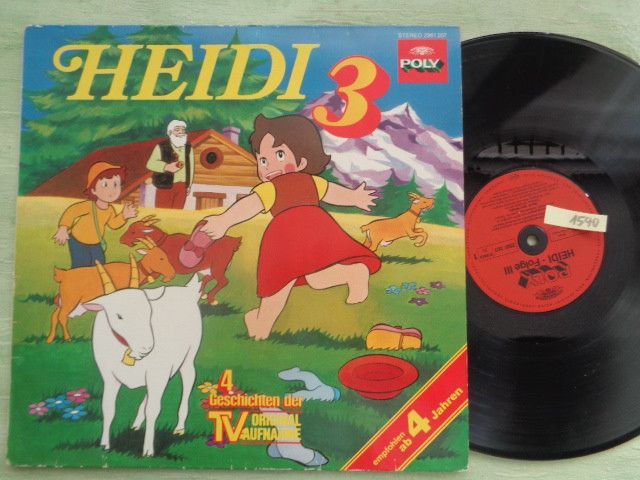 STEREO 2961 207
HEIDI 3
POLY
4
Geschichten der
TV ORIGINAL
AUFNAHME
empfohlen
ab 4 Jahren
1540
POLY
HEIDI - Folge III